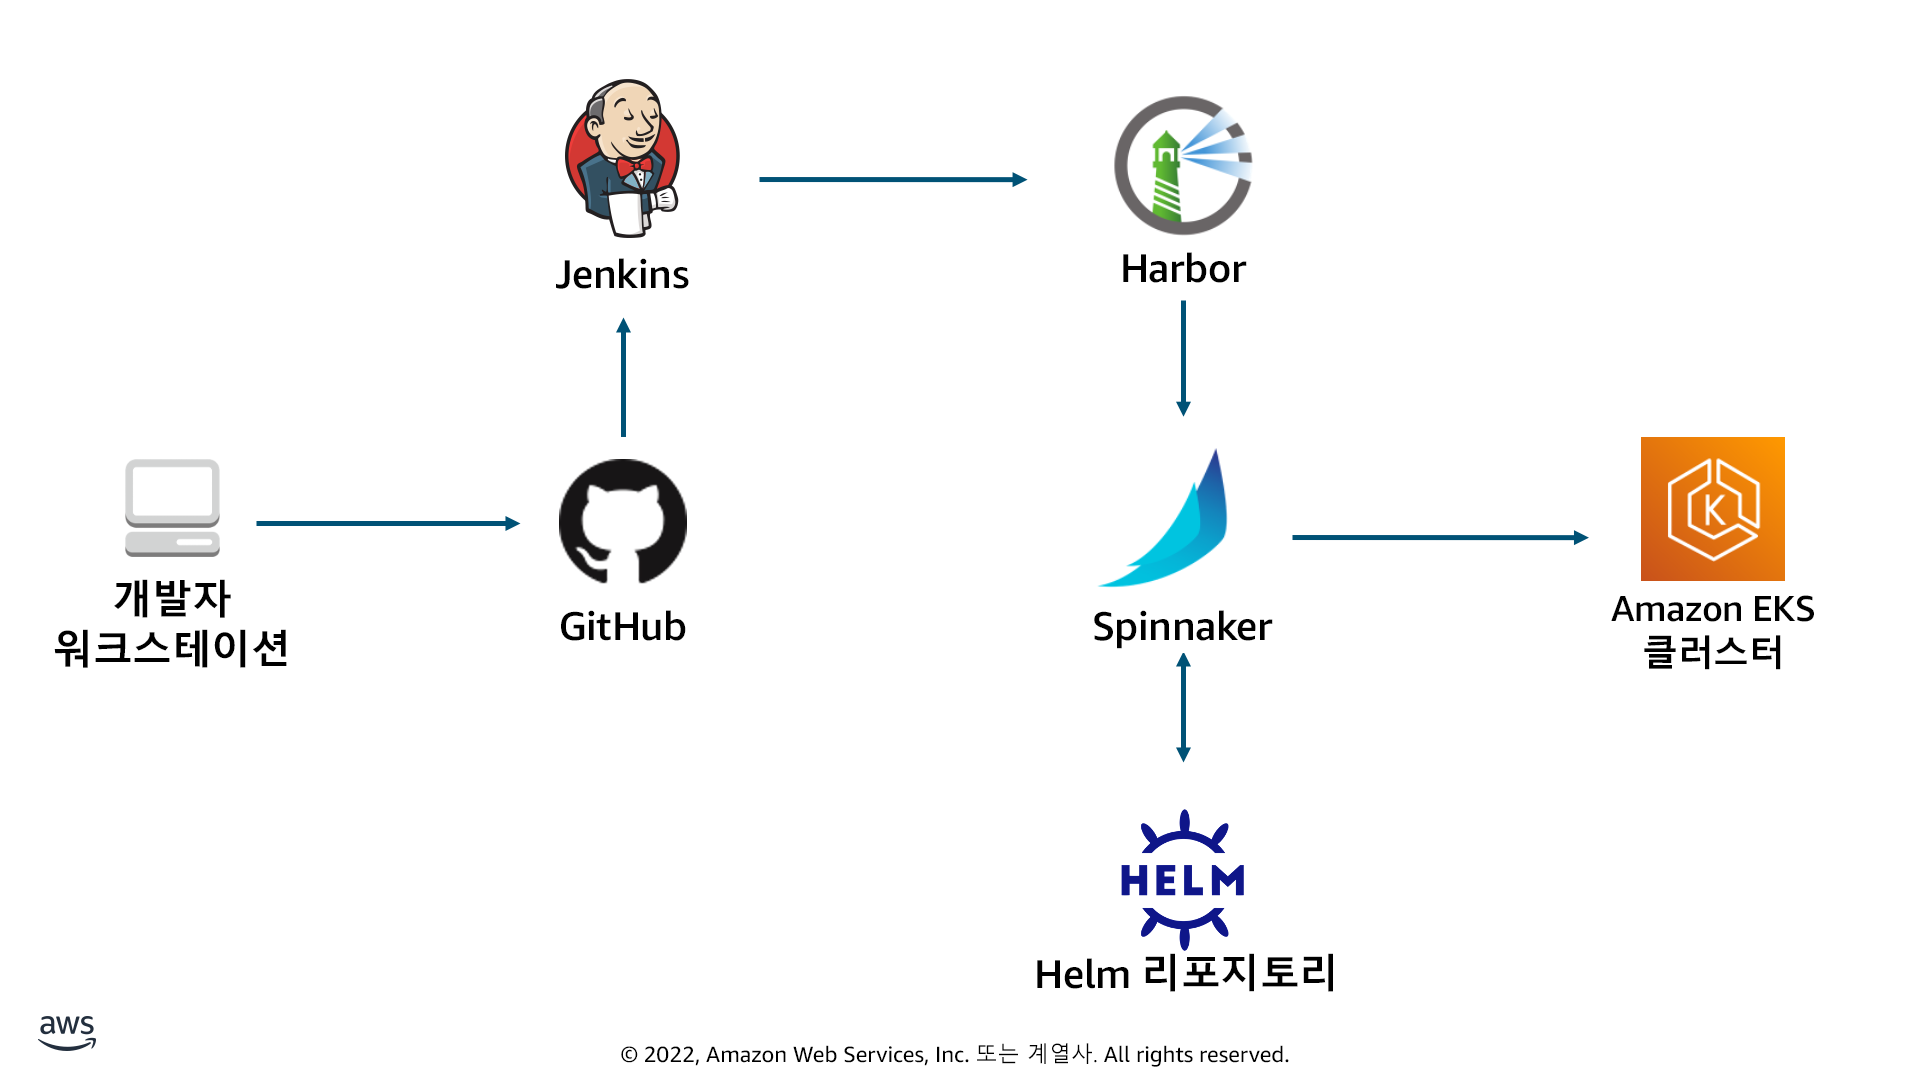 Jenkins
Harbor
개발자
워크스테이션
GitHub
Spinnaker
K
Amazon EKS
클러스터
HELM
Helm 리포지토리
aws
© 2022, Amazon Web Services, Inc. 또는 계열사. All rights reserved.